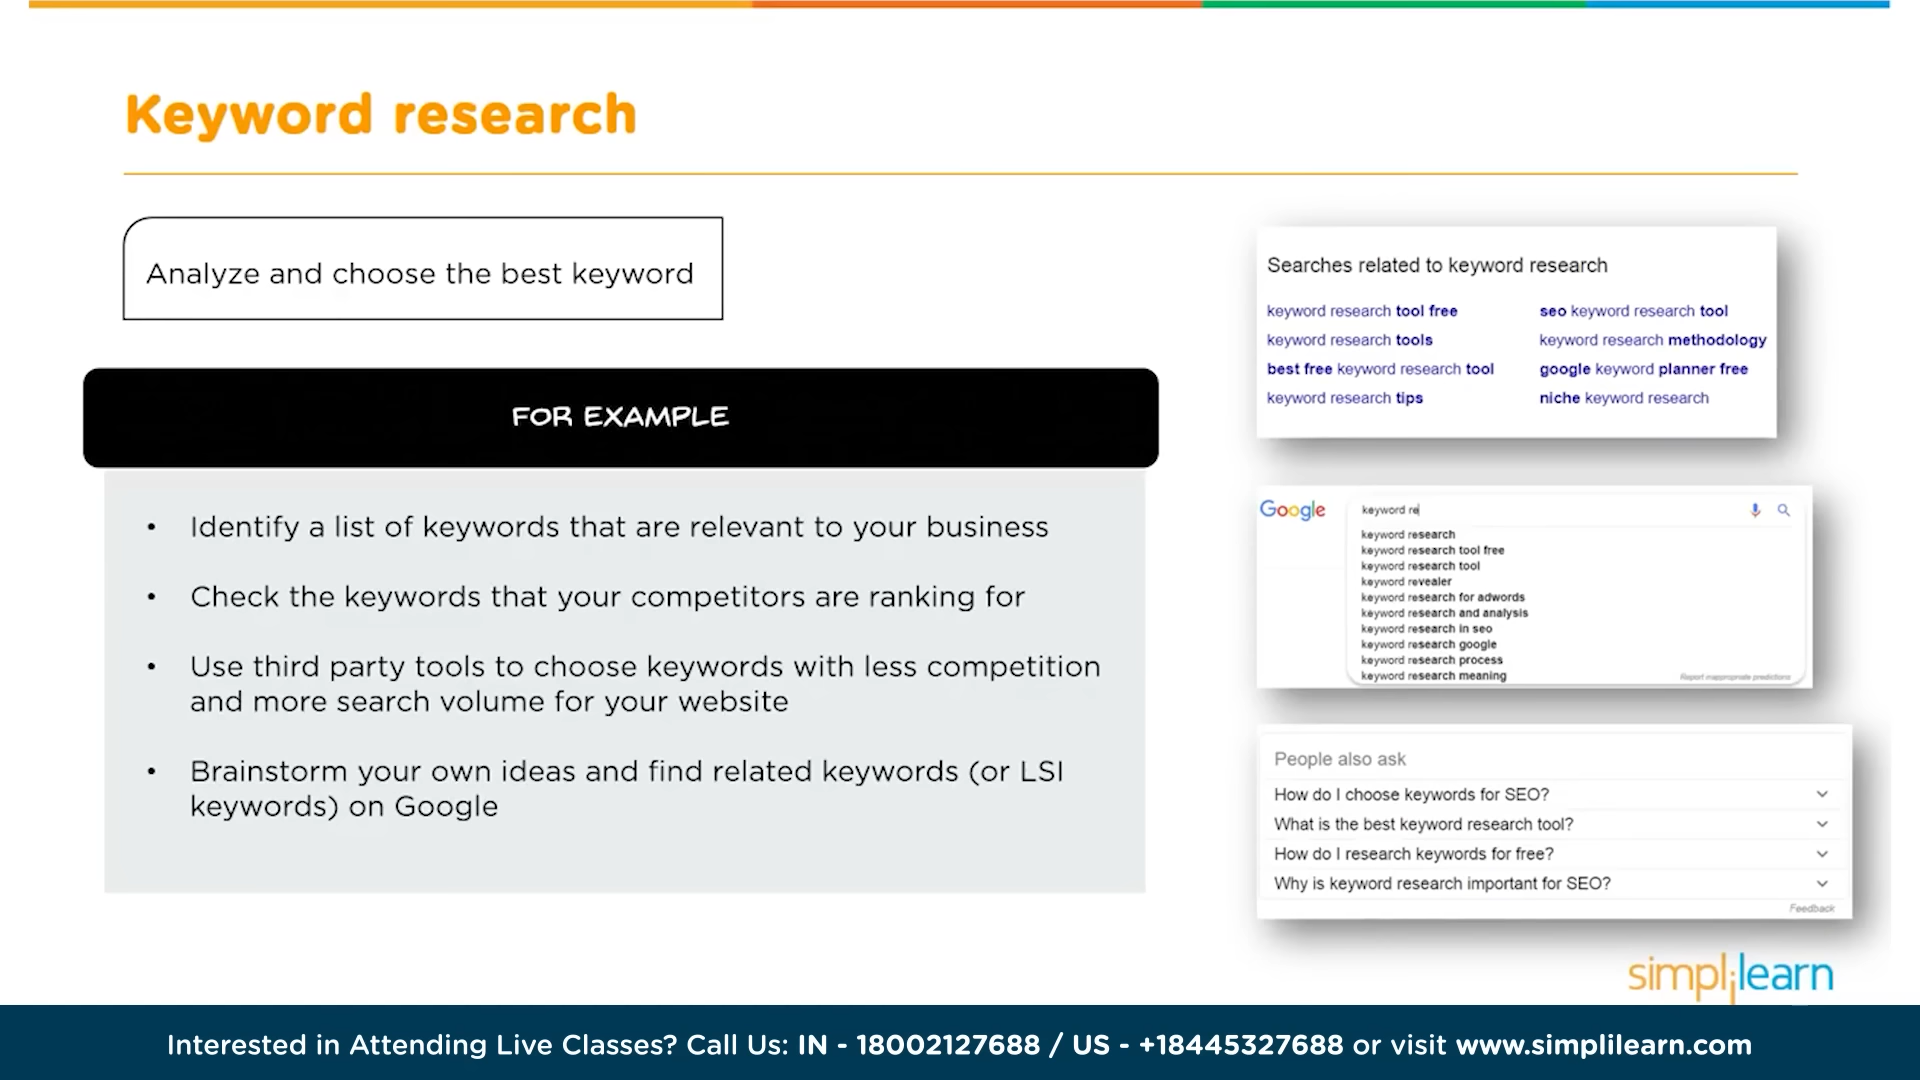 Keyword research
Analyze and choose the best keyword
FOR EXAMPLE
• Identify a list of keywords that are relevant to your business
• Check the keywords that your competitors are ranking for
• Use third party tools to choose keywords with less competition
and more search volume for your website
• Brainstorm your own ideas and find related keywords (or LSI
keywords) on Google
Searches related to keyword research
keyword research tool free
keyword research tools
best free keyword research tool
keyword research tips
seo keyword research tool
keyword research methodology
google keyword planner free
niche keyword research
Google
keyword re
keyword research
keyword research tool free
keyword research tool
keyword revealer
keyword research for adwords
keyword research and analysis
keyword research in seo
keyword research google
keyword research process
keyword research meaning
Report inappropriate predictions
People also ask
How do I choose keywords for SEO?
What is the best keyword research tool?
How do I research keywords for free?
Why is keyword research important for SEO?
Feedback
simplilearn
Interested in Attending Live Classes? Call Us: IN - 18002127688 / US - +18445327688 or visit www.simplilearn.com